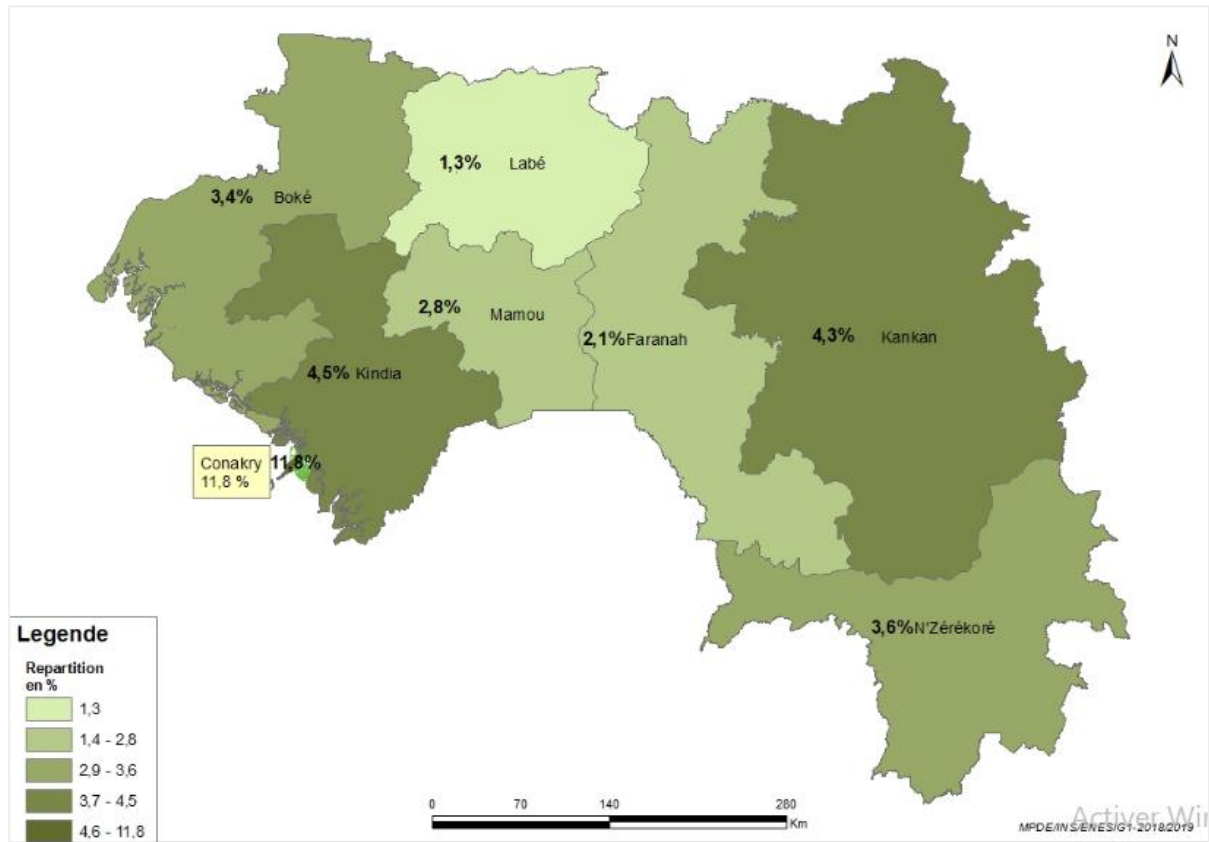 N
1,3% Labé
3,4% Boké
2,8% Mamou
2,1% Faranah
4,3% Kankan
4,5% Kindia
11,8%
Conakry
11,8 %
3,6% N'Zérékoré
Legende
Repartition
en %
1,3
1,4 - 2,8
2,9 - 3,6
3,7 - 4,5
4,6 - 11,8
0 70 140 280
Km
Activer Wi
MPDE/INS/ENESIG1-2018/2019